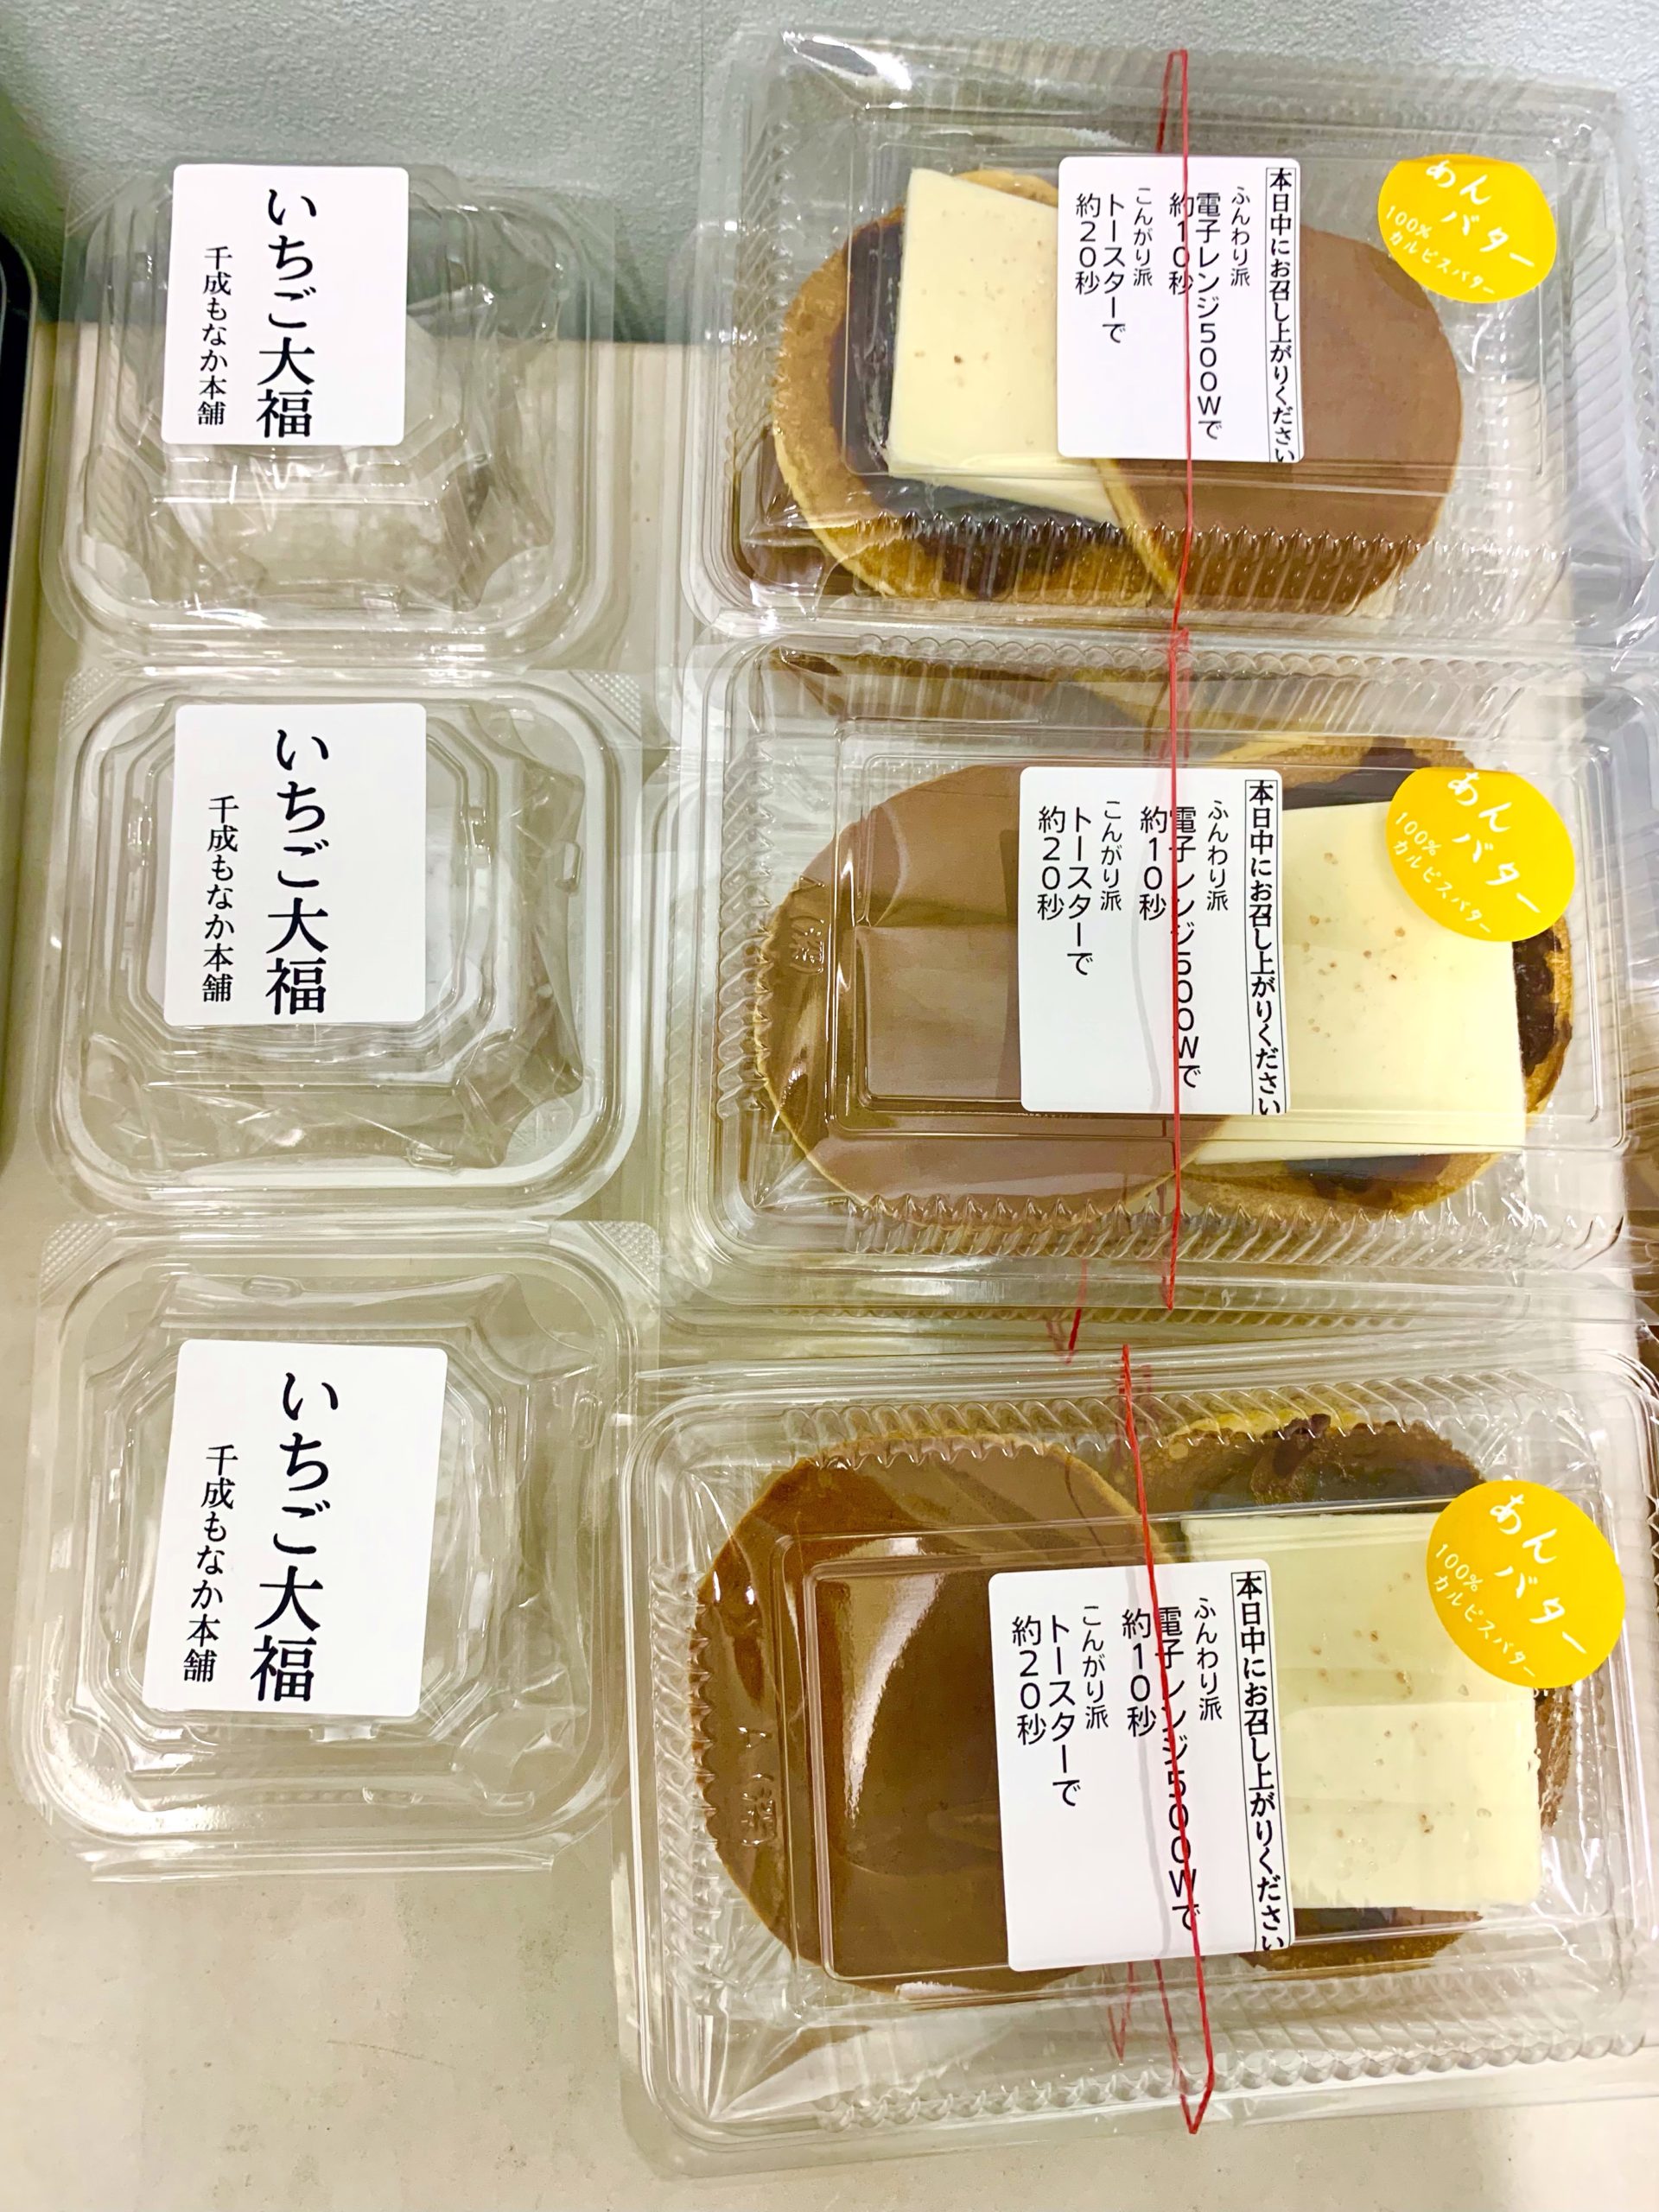 いちご大福
千成もなか本舗
本日中にお召し上がりください
ふんわり派
電子レンジ500Wで
約10秒
こんがり派
トースターで
約20秒
あん
バター
100%
カルピスバター
いちご大福
千成もなか本舗
本日中にお召し上がりください
ふんわり派
電子レンジ500Wで
約10秒
こんがり派
トースターで
約20秒
あん
バター
100%
カルピスバター
いちご大福
千成もなか本舗
本日中にお召し上がりください
ふんわり派
電子レンジ500Wで
約10秒
こんがり派
トースターで
約20秒
あん
バター
100%
カルピスバター